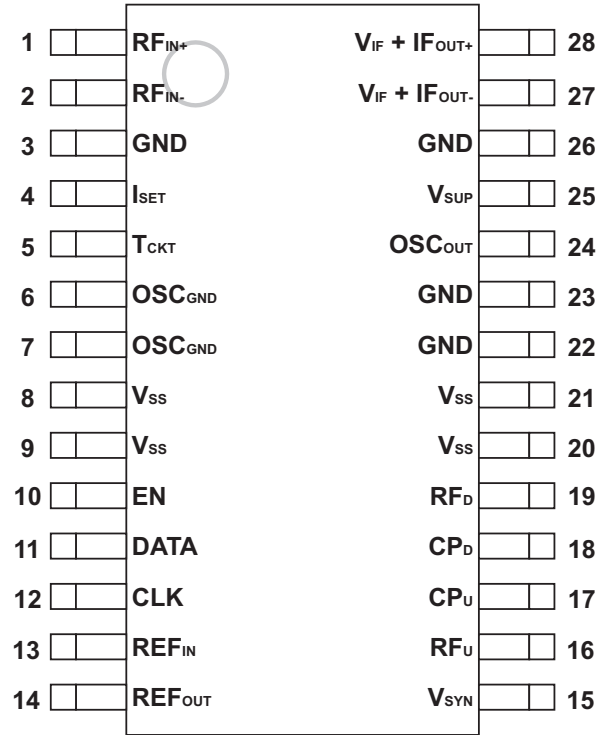 1 RFIN+ VIF + IFOUT+ 28
2 RFIN- VIF + IFOUT- 27
3 GND GND 26
4 ISET VSUP 25
5 TCKT OSCOUT 24
6 OSCGND GND 23
7 OSCGND GND 22
8 VSS VSS 21
9 VSS VSS 20
10 EN RFD 19
11 DATA CPD 18
12 CLK CPU 17
13 REFIN RFU 16
14 REFOUT VSYN 15